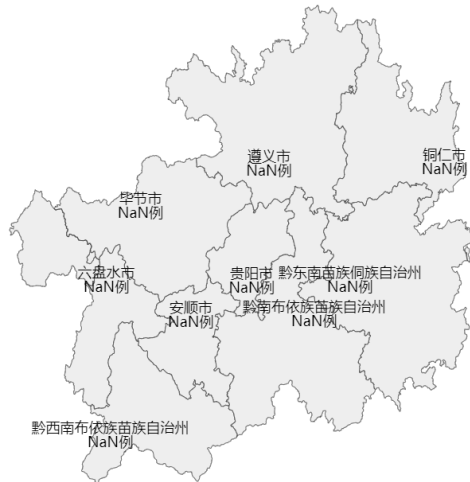 遵义市
NaN例
铜仁市
NaN例
毕节市
NaN例
六盘水市
NaN例
贵阳市
NaN例
黔东南苗族侗族自治州
NaN例
安顺市
NaN例
黔南布依族苗族自治州
NaN例
黔西南布依族苗族自治州
NaN例